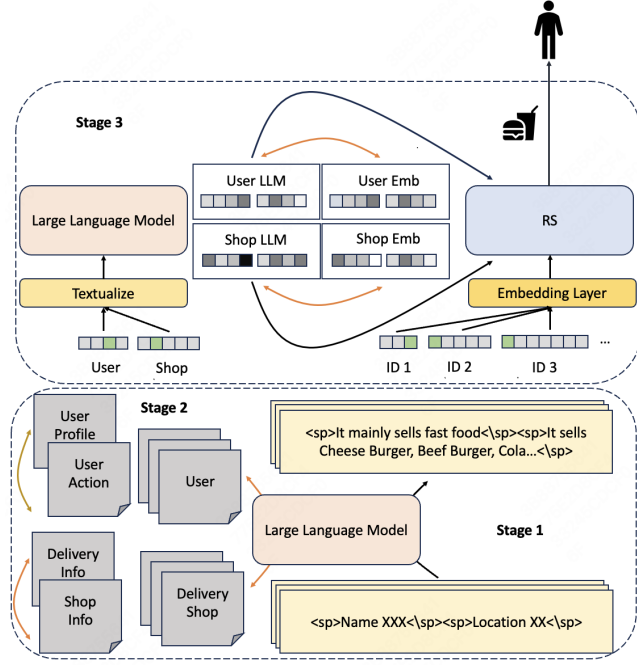 Stage 3
User LLM
User Emb
Large Language Model
RS
Shop LLM
Shop Emb
Textualize
Embedding Layer
User
Shop
ID 1
ID 2
ID 3
...
Stage 2
User
Profile
User
Action
User
<sp>It mainly sells fast food<\sp><sp>It sells
Cheese Burger, Beef Burger, Cola...<\sp>
Large Language Model
Stage 1
Delivery
Info
Shop
Info
Delivery
Shop
<sp>Name XXX<\sp><sp>Location XX<\sp>